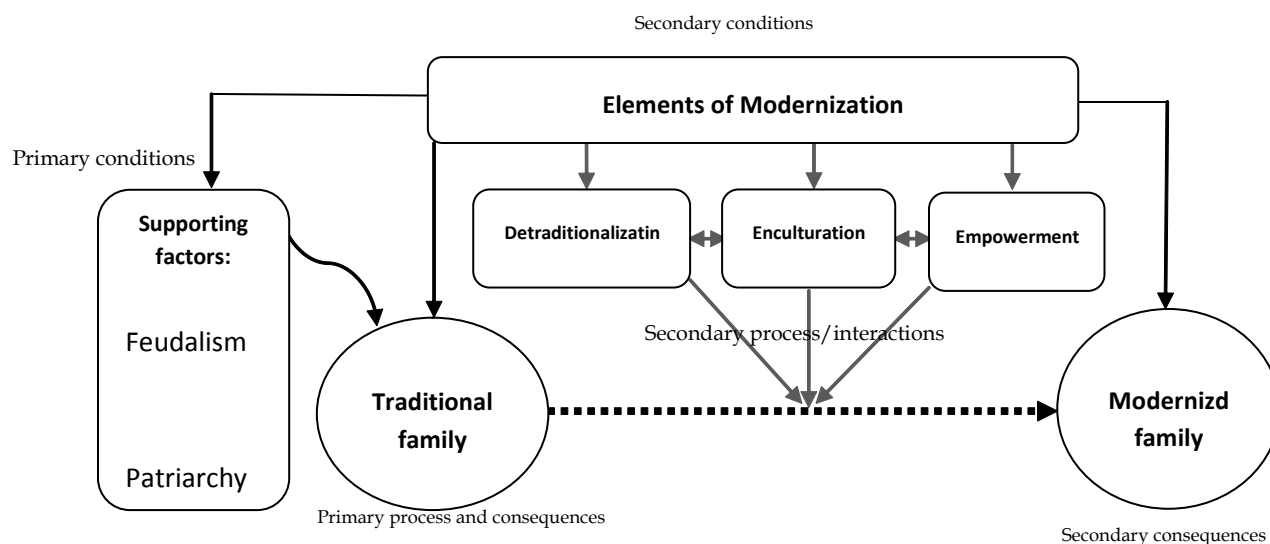 Secondary conditions
Elements of Modernization
Primary conditions
Supporting
factors:
Feudalism
Patriarchy
Detraditionalizatin
Enculturation
Empowerment
Secondary process/interactions
Traditional
family
Modernizd
family
Primary process and consequences
Secondary consequences